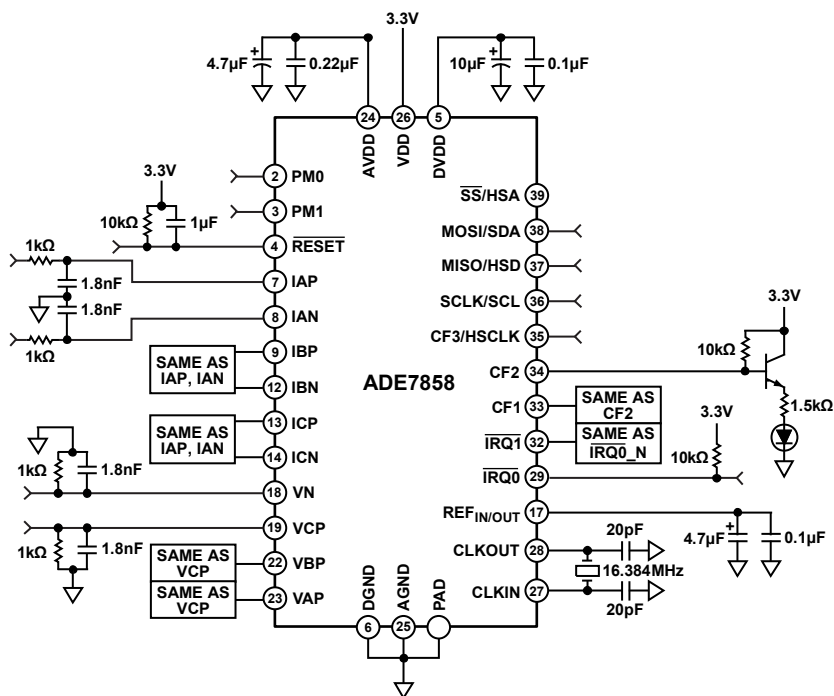 3.3V
4.7µF
+
0.22µF
10µF
+
0.1µF
24
26
5
AVDD
VDD
DVDD
3.3V
10kΩ
1µF
2
PM0
3
PM1
4
RESET
1kΩ
7
IAP
1.8nF
1.8nF
8
IAN
1kΩ
SAME AS
IAP, IAN
9
IBP
12
IBN
SAME AS
IAP, IAN
13
ICP
14
ICN
1kΩ
1.8nF
18
VN
19
VCP
1kΩ
1.8nF
SAME AS
VCP
22
VBP
SAME AS
VCP
23
VAP
ADE7858
SS/HSA
39
MOSI/SDA
38
MISO/HSD
37
SCLK/SCL
36
CF3/HSCLK
35
CF2
34
3.3V
10kΩ
1.5kΩ
CF1
33
SAME AS
CF2
IRQ1
32
SAME AS
IRQ0_N
3.3V
10kΩ
IRQ0
29
REFIN/OUT
17
4.7µF
+
0.1µF
CLKOUT
28
20pF
16.384MHz
CLKIN
27
20pF
DGND
AGND
PAD
6
25